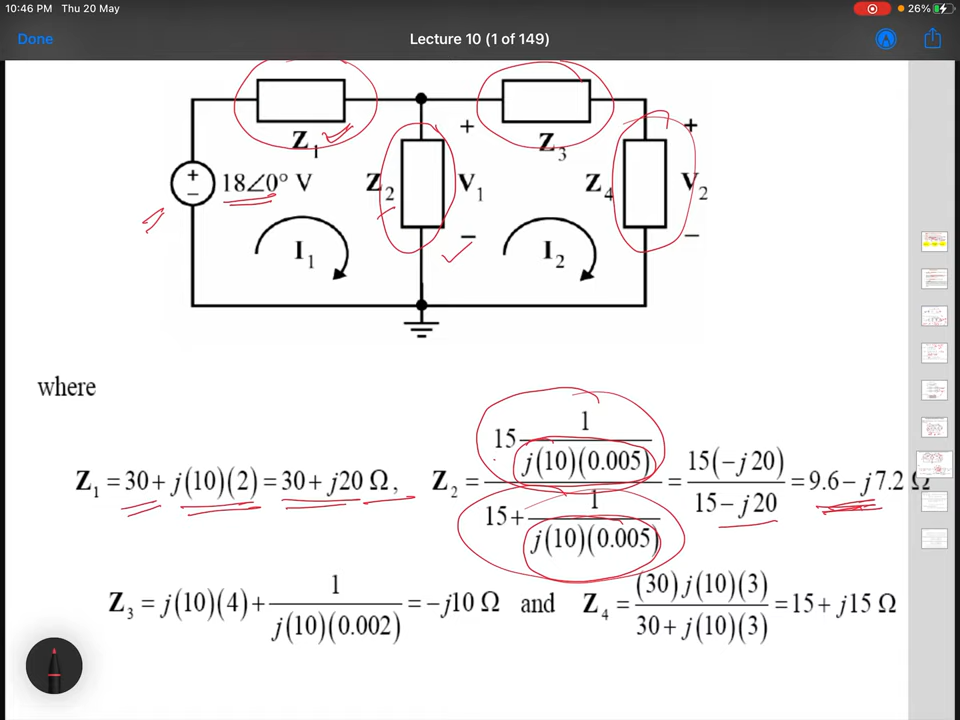 10:46 PM Thu 20 May
26%
Done
Lecture 10 (1 of 149)
Z₁
Z₃
+
+
+
−
18∠0° V
Z₂
V₁
Z₄
V₂
−
−
I₁
I₂
where
Z₁ = 30 + j(10)(2) = 30 + j20 Ω, Z₂ = (15 1/(j(10)(0.005)))/(15 + 1/(j(10)(0.005))) = 15(−j20)/(15 − j20) = 9.6 − j7.2 Ω
Z₃ = j(10)(4) + 1/(j(10)(0.002)) = −j10 Ω and Z₄ = (30) j(10)(3)/(30 + j(10)(3)) = 15 + j15 Ω